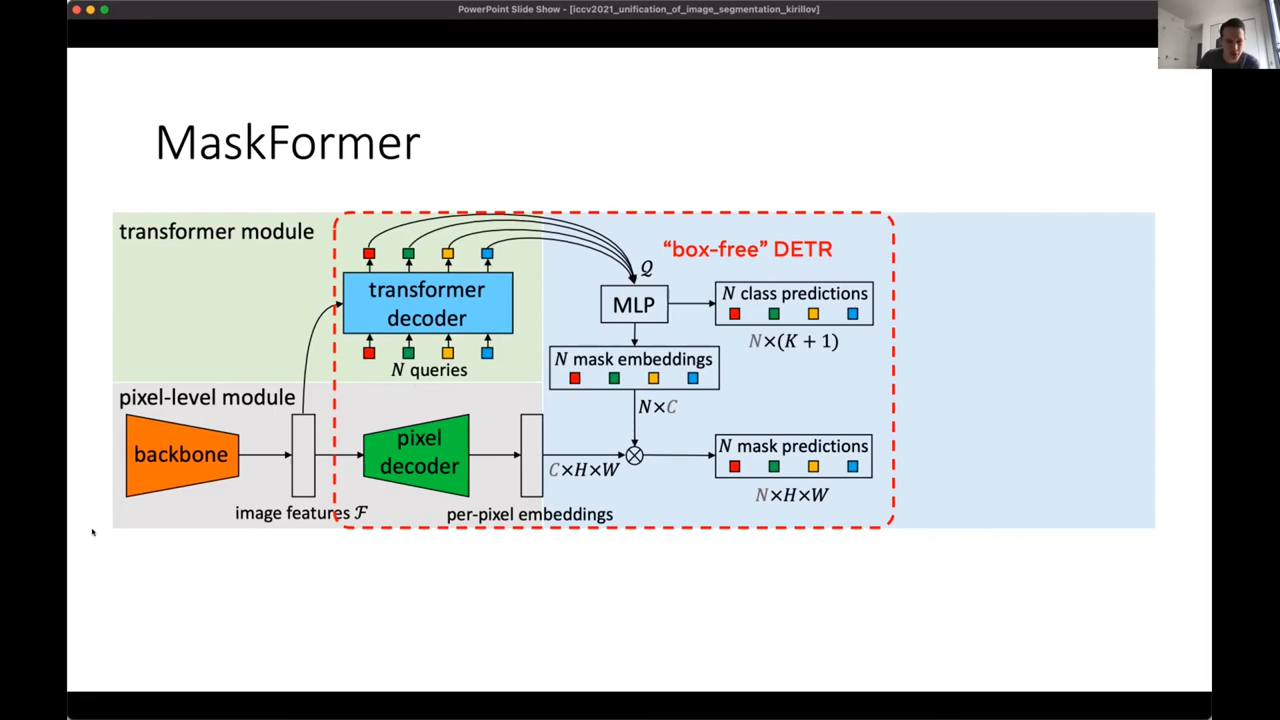 PowerPoint Slide Show - [iccv2021_unification_of_image_segmentation_kirillov]
MaskFormer
transformer module
“box-free” DETR
transformer
decoder
Q
MLP
N class predictions
N×(K + 1)
N queries
N mask embeddings
N×C
pixel-level module
backbone
pixel
decoder
C×H×W
N mask predictions
N×H×W
image features ℱ
per-pixel embeddings